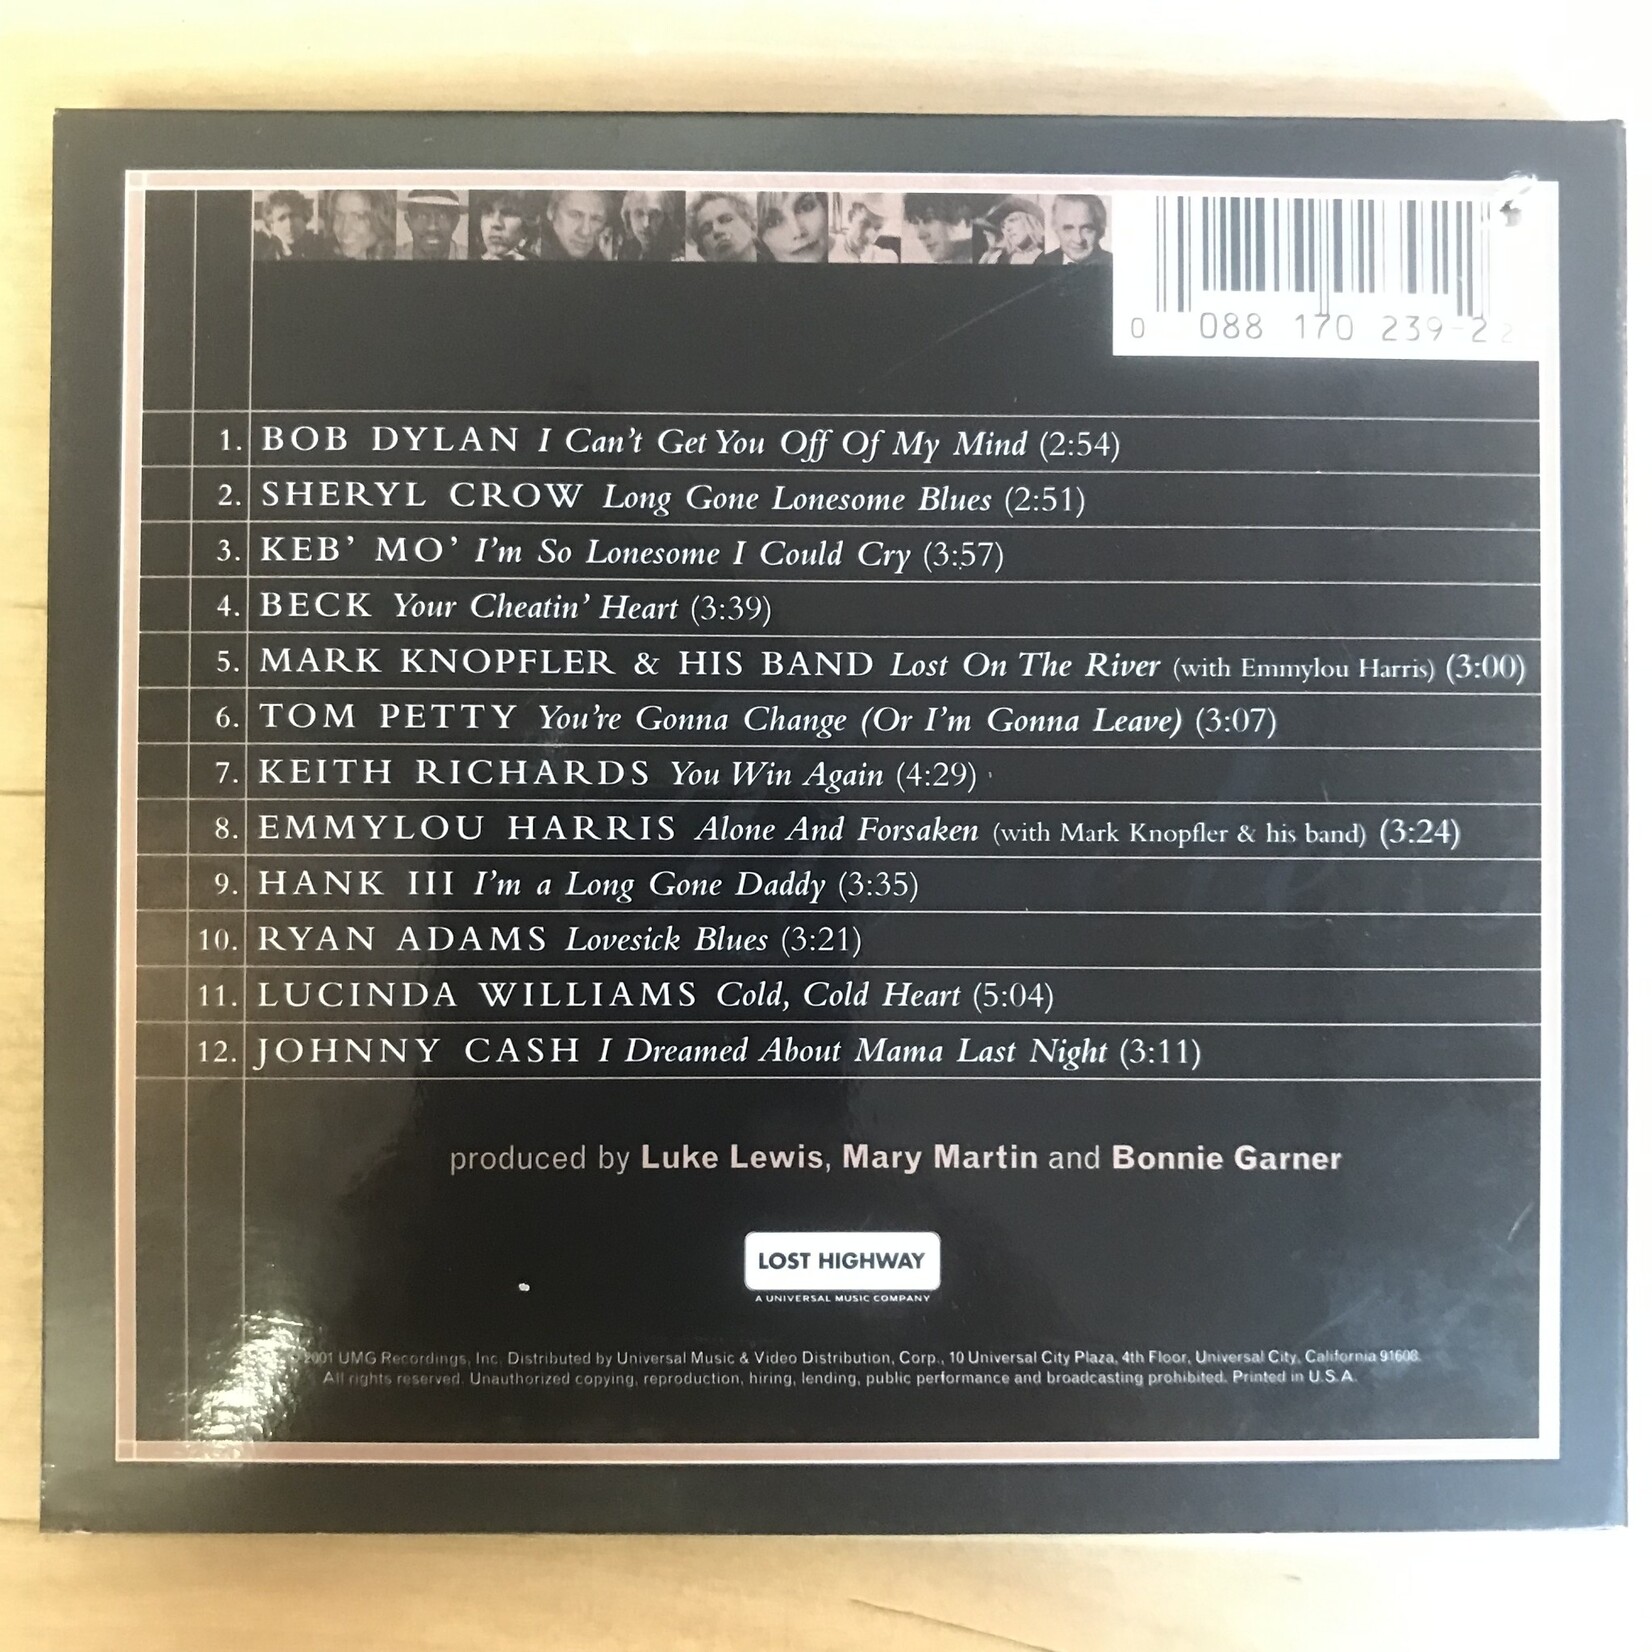 0 088 170 239-2 2
1. BOB DYLAN I Can't Get You Off Of My Mind (2:54)
2. SHERYL CROW Long Gone Lonesome Blues (2:51)
3. KEB' MO' I'm So Lonesome I Could Cry (3:57)
4. BECK Your Cheatin' Heart (3:39)
5. MARK KNOPFLER & HIS BAND Lost On The River (with Emmylou Harris) (3:00)
6. TOM PETTY You're Gonna Change (Or I'm Gonna Leave) (3:07)
7. KEITH RICHARDS You Win Again (4:29)
8. EMMYLOU HARRIS Alone And Forsaken (with Mark Knopfler & his band) (3:24)
9. HANK III I'm a Long Gone Daddy (3:35)
10. RYAN ADAMS Lovesick Blues (3:21)
11. LUCINDA WILLIAMS Cold, Cold Heart (5:04)
12. JOHNNY CASH I Dreamed About Mama Last Night (3:11)
produced by Luke Lewis, Mary Martin and Bonnie Garner
LOST HIGHWAY
A UNIVERSAL MUSIC COMPANY
2001 UMG Recordings, Inc. Distributed by Universal Music & Video Distribution, Corp., 10 Universal City Plaza, 4th Floor, Universal City, California 91608.
All rights reserved. Unauthorized copying, reproduction, hiring, lending, public performance and broadcasting prohibited. Printed in U.S.A.